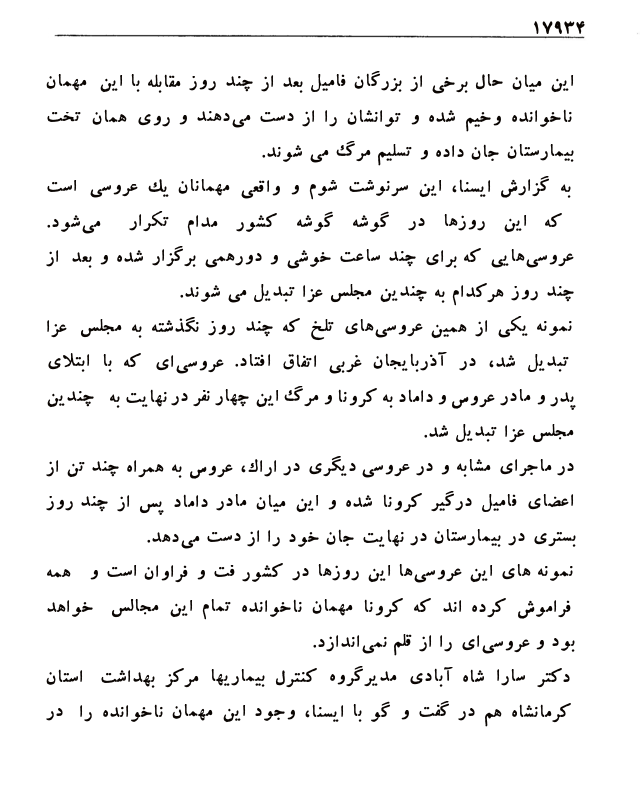 ۱۷۹۳۴
این میان حال برخی از بزرگان فامیل بعد از چند روز مقابله با این مهمان
ناخوانده وخیم شده و توانشان را از دست می‌دهند و روی همان تخت
بیمارستان جان داده و تسلیم مرگ می شوند.
به گزارش ایسنا، این سرنوشت شوم و واقعی مهمانان یك عروسی است
که این روزها در گوشه گوشه کشور مدام تکرار می‌شود.
عروسی‌هایی که برای چند ساعت خوشی و دورهمی برگزار شده و بعد از
چند روز هرکدام به چندین مجلس عزا تبدیل می شوند.
نمونه یکی از همین عروسی‌های تلخ که چند روز نگذشته به مجلس عزا
تبدیل شد، در آذربایجان غربی اتفاق افتاد. عروسی‌ای که با ابتلای
پدر و مادر عروس و داماد به کرونا و مرگ این چهار نفر در نهایت به چندین
مجلس عزا تبدیل شد.
در ماجرای مشابه و در عروسی دیگری در اراك، عروس به همراه چند تن از
اعضای فامیل درگیر کرونا شده و این میان مادر داماد پس از چند روز
بستری در بیمارستان در نهایت جان خود را از دست می‌دهد.
نمونه های این عروسی‌ها این روزها در کشور فت و فراوان است و همه
فراموش کرده اند که کرونا مهمان ناخوانده تمام این مجالس خواهد
بود و عروسی‌ای را از قلم نمی‌اندازد.
دکتر سارا شاه آبادی مدیرگروه کنترل بیماریها مرکز بهداشت استان
کرمانشاه هم در گفت و گو با ایسنا، وجود این مهمان ناخوانده را در